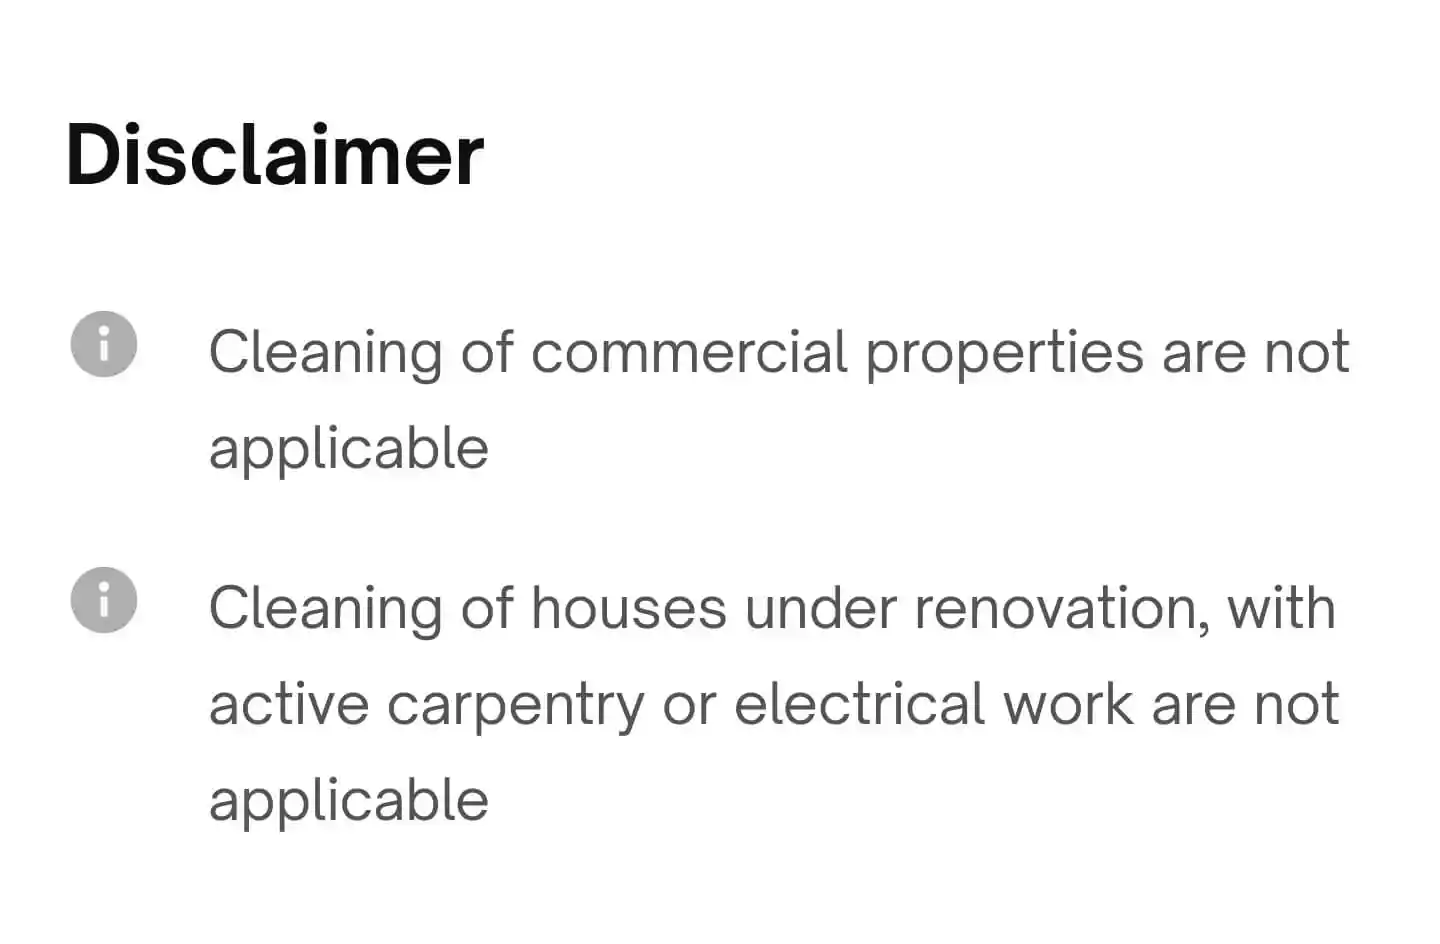 Disclaimer
Cleaning of commercial properties are not
applicable
Cleaning of houses under renovation, with
active carpentry or electrical work are not
applicable